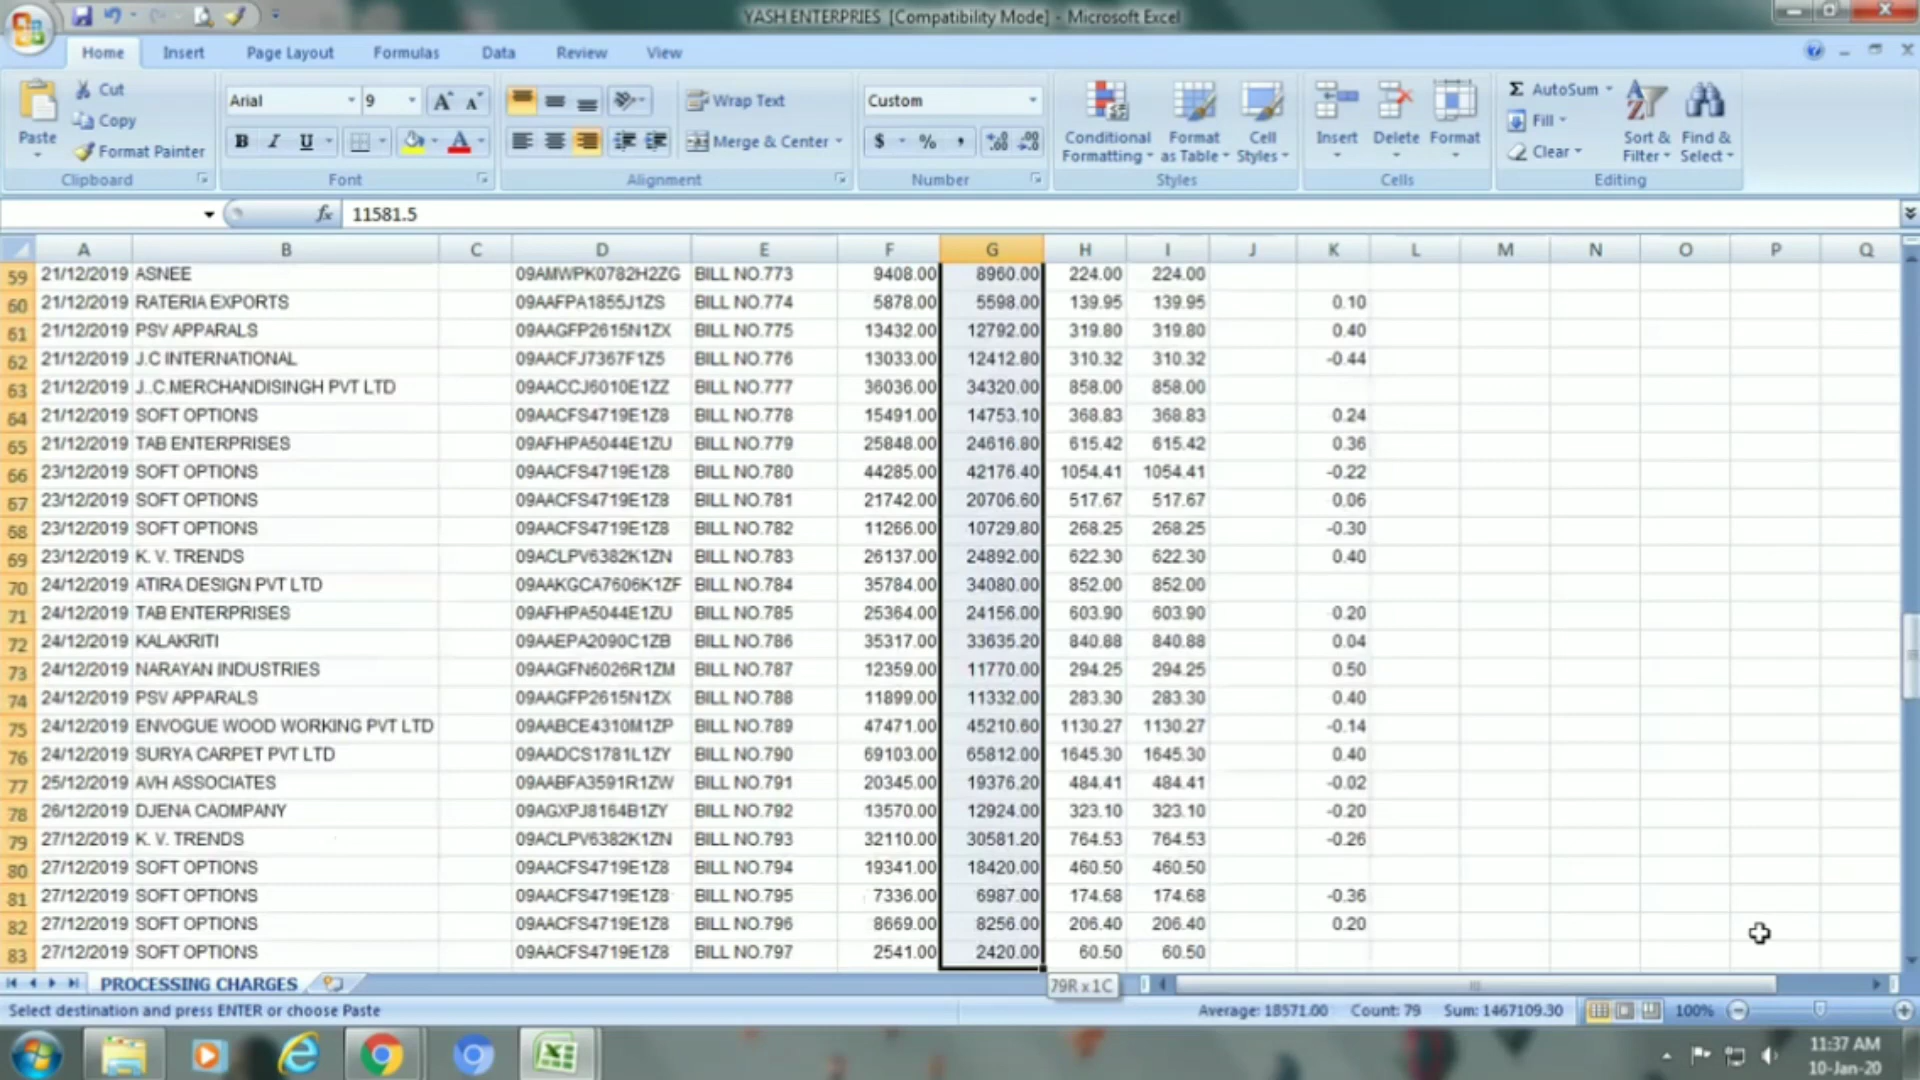 YASH ENTERPRIES [Compatibility Mode] - Microsoft Excel
Home Insert Page Layout Formulas Data Review View
Paste Cut Copy Format Painter Clipboard
Arial 9 B I U Font
Wrap Text Merge & Center Alignment
Custom $ % , Number
Conditional Formatting Format as Table Cell Styles Styles
Insert Delete Format Cells
Σ AutoSum Fill Clear Sort & Filter Find & Select Editing
fx 11581.5
A B C D E F G H I J K L M N O P Q
59 21/12/2019 ASNEE 09AMWPK0782H2ZG BILL NO.773 9408.00 8960.00 224.00 224.00
60 21/12/2019 RATERIA EXPORTS 09AAFPA1855J1ZS BILL NO.774 5878.00 5598.00 139.95 139.95 0.10
61 21/12/2019 PSV APPARALS 09AAGFP2615N1ZX BILL NO.775 13432.00 12792.00 319.80 319.80 0.40
62 21/12/2019 J.C INTERNATIONAL 09AACFJ7367F1Z5 BILL NO.776 13033.00 12412.80 310.32 310.32 -0.44
63 21/12/2019 J..C.MERCHANDISINGH PVT LTD 09AACCJ6010E1ZZ BILL NO.777 36036.00 34320.00 858.00 858.00
64 21/12/2019 SOFT OPTIONS 09AACFS4719E1Z8 BILL NO.778 15491.00 14753.10 368.83 368.83 0.24
65 21/12/2019 TAB ENTERPRISES 09AFHPA5044E1ZU BILL NO.779 25848.00 24616.80 615.42 615.42 0.36
66 23/12/2019 SOFT OPTIONS 09AACFS4719E1Z8 BILL NO.780 44285.00 42176.40 1054.41 1054.41 -0.22
67 23/12/2019 SOFT OPTIONS 09AACFS4719E1Z8 BILL NO.781 21742.00 20706.60 517.67 517.67 0.06
68 23/12/2019 SOFT OPTIONS 09AACFS4719E1Z8 BILL NO.782 11266.00 10729.80 268.25 268.25 -0.30
69 23/12/2019 K. V. TRENDS 09ACLPV6382K1ZN BILL NO.783 26137.00 24892.00 622.30 622.30 0.40
70 24/12/2019 ATIRA DESIGN PVT LTD 09AAKGCA7606K1ZF BILL NO.784 35784.00 34080.00 852.00 852.00
71 24/12/2019 TAB ENTERPRISES 09AFHPA5044E1ZU BILL NO.785 25364.00 24156.00 603.90 603.90 0.20
72 24/12/2019 KALAKRITI 09AAEPA2090C1ZB BILL NO.786 35317.00 33635.20 840.88 840.88 0.04
73 24/12/2019 NARAYAN INDUSTRIES 09AAGFN6026R1ZM BILL NO.787 12359.00 11770.00 294.25 294.25 0.50
74 24/12/2019 PSV APPARALS 09AAGFP2615N1ZX BILL NO.788 11899.00 11332.00 283.30 283.30 0.40
75 24/12/2019 ENVOGUE WOOD WORKING PVT LTD 09AABCE4310M1ZP BILL NO.789 47471.00 45210.60 1130.27 1130.27 -0.14
76 24/12/2019 SURYA CARPET PVT LTD 09AADCS1781L1ZY BILL NO.790 69103.00 65812.00 1645.30 1645.30 0.40
77 25/12/2019 AVH ASSOCIATES 09AABFA3591R1ZW BILL NO.791 20345.00 19376.20 484.41 484.41 -0.02
78 26/12/2019 DJENA CAOMPANY 09AGXPJ8164B1ZY BILL NO.792 13570.00 12924.00 323.10 323.10 -0.20
79 27/12/2019 K. V. TRENDS 09ACLPV6382K1ZN BILL NO.793 32110.00 30581.20 764.53 764.53 -0.26
80 27/12/2019 SOFT OPTIONS 09AACFS4719E1Z8 BILL NO.794 19341.00 18420.00 460.50 460.50
81 27/12/2019 SOFT OPTIONS 09AACFS4719E1Z8 BILL NO.795 7336.00 6987.00 174.68 174.68 -0.36
82 27/12/2019 SOFT OPTIONS 09AACFS4719E1Z8 BILL NO.796 8669.00 8256.00 206.40 206.40 0.20
83 27/12/2019 SOFT OPTIONS 09AACFS4719E1Z8 BILL NO.797 2541.00 2420.00 60.50 60.50
PROCESSING CHARGES 79R x 1C
Select destination and press ENTER or choose Paste Average: 18571.00 Count: 79 Sum: 1467109.30 100%
11:37 AM
10-Jan-20